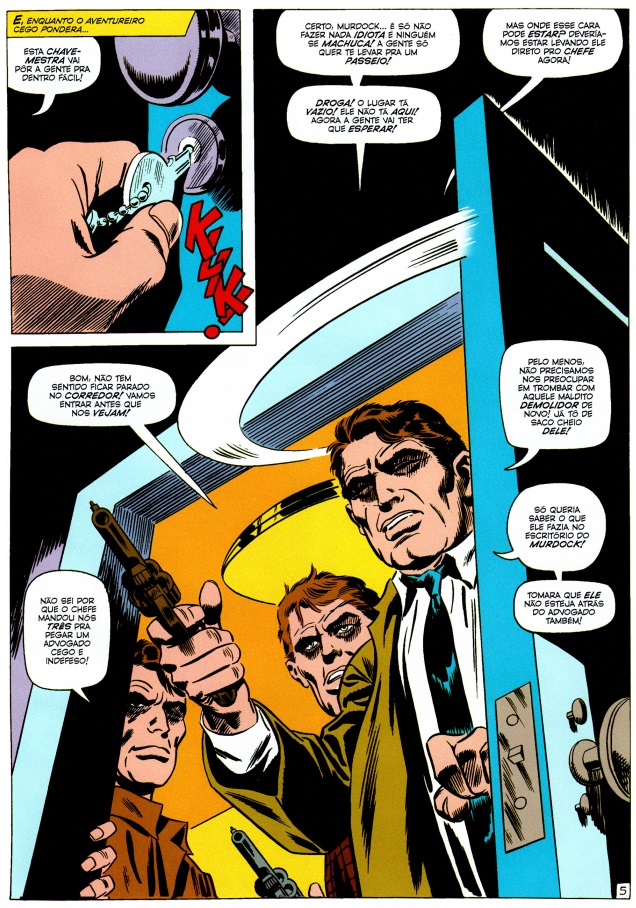 E, ENQUANTO O AVENTUREIRO
CEGO PONDERA...
ESTA CHAVE-
MESTRA VAI
PÔR A GENTE PRA
DENTRO FÁCIL!
KLIK!
CERTO, MURDOCK... É SÓ NÃO
FAZER NADA IDIOTA E NINGUÉM
SE MACHUCA! A GENTE SÓ
QUER TE LEVAR PRA UM
PASSEIO!
DROGA! O LUGAR TÁ
VAZIO! ELE NÃO TÁ AQUI!
AGORA A GENTE VAI TER
QUE ESPERAR!
MAS ONDE ESSE CARA
PODE ESTAR? DEVERÍA-
MOS ESTAR LEVANDO ELE
DIRETO PRO CHEFE
AGORA!
BOM, NÃO TEM
SENTIDO FICAR PARADO
NO CORREDOR! VAMOS
ENTRAR ANTES QUE
NOS VEJAM!
PELO MENOS,
NÃO PRECISAMOS
NOS PREOCUPAR
EM TROMBAR COM
AQUELE MALDITO
DEMOLIDOR DE
NOVO! JÁ TÔ DE
SACO CHEIO
DELE!
SÓ QUERIA
SABER O QUE
ELE FAZIA NO
ESCRITÓRIO DO
MURDOCK!
TOMARA QUE ELE
NÃO ESTEJA ATRÁS
DO ADVOGADO
TAMBÉM!
NÃO SEI POR
QUE O CHEFE
MANDOU NÓS
TRÊS PRA
PEGAR UM
ADVOGADO
CEGO E
INDEFESO!
5